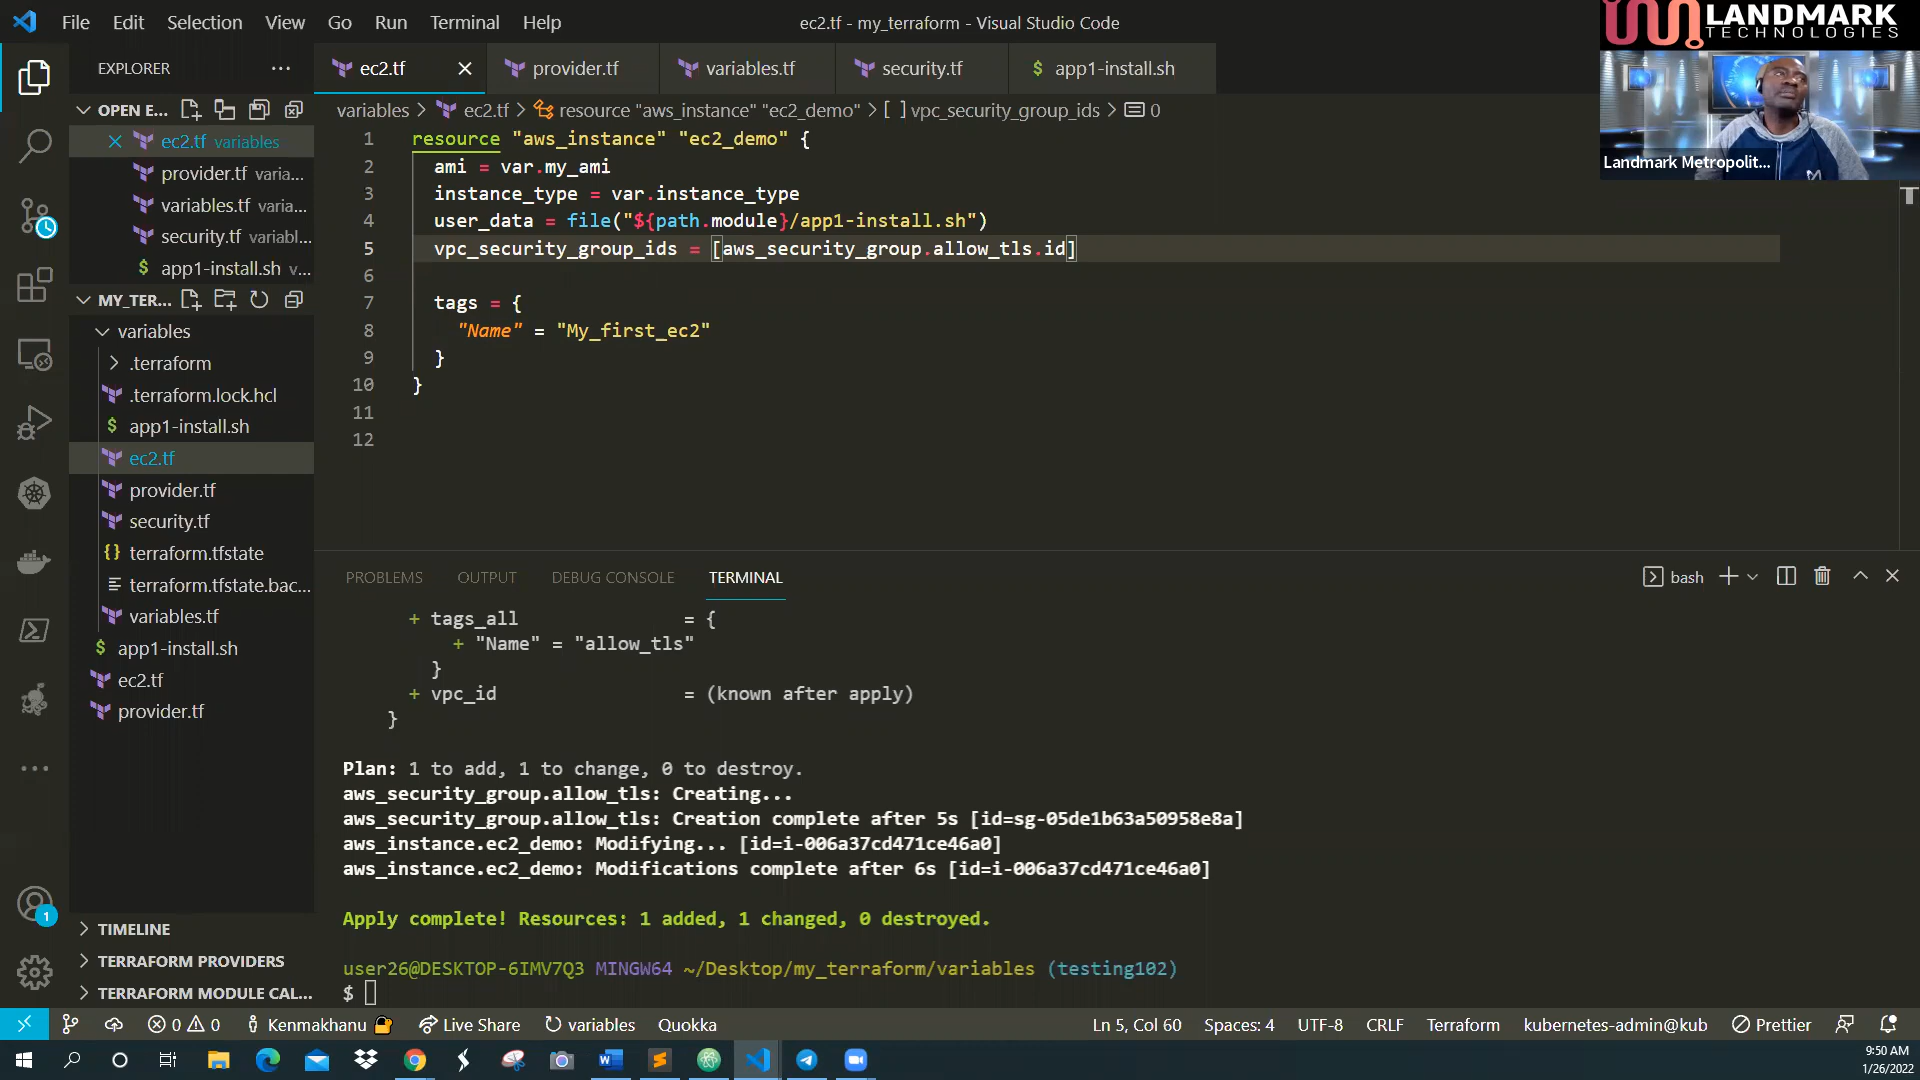 File Edit Selection View Go Run Terminal Help
ec2.tf - my_terraform - Visual Studio Code
LANDMARK
TECHNOLOGIES
Landmark Metropolit...
EXPLORER
ec2.tf
provider.tf
variables.tf
security.tf
$ app1-install.sh
OPEN E...
ec2.tf variables
provider.tf varia...
variables.tf varia...
security.tf variabl...
$ app1-install.sh v...
MY_TER...
variables
.terraform
.terraform.lock.hcl
$ app1-install.sh
ec2.tf
provider.tf
security.tf
{} terraform.tfstate
terraform.tfstate.bac...
variables.tf
$ app1-install.sh
ec2.tf
provider.tf
TIMELINE
TERRAFORM PROVIDERS
TERRAFORM MODULE CAL...
variables > ec2.tf > resource "aws_instance" "ec2_demo" > [ ] vpc_security_group_ids > 0
1 resource "aws_instance" "ec2_demo" {
2 ami = var.my_ami
3 instance_type = var.instance_type
4 user_data = file("${path.module}/app1-install.sh")
5 vpc_security_group_ids = [aws_security_group.allow_tls.id]
6
7 tags = {
8 "Name" = "My_first_ec2"
9 }
10 }
11
12
PROBLEMS OUTPUT DEBUG CONSOLE TERMINAL
bash
+ tags_all = {
+ "Name" = "allow_tls"
}
+ vpc_id = (known after apply)
}
Plan: 1 to add, 1 to change, 0 to destroy.
aws_security_group.allow_tls: Creating...
aws_security_group.allow_tls: Creation complete after 5s [id=sg-05de1b63a50958e8a]
aws_instance.ec2_demo: Modifying... [id=i-006a37cd471ce46a0]
aws_instance.ec2_demo: Modifications complete after 6s [id=i-006a37cd471ce46a0]
Apply complete! Resources: 1 added, 1 changed, 0 destroyed.
user26@DESKTOP-6IMV7Q3 MINGW64 ~/Desktop/my_terraform/variables (testing102)
$
1
0 0 Kenmakhanu Live Share variables Quokka
Ln 5, Col 60 Spaces: 4 UTF-8 CRLF Terraform kubernetes-admin@kub Prettier
9:50 AM
1/26/2022